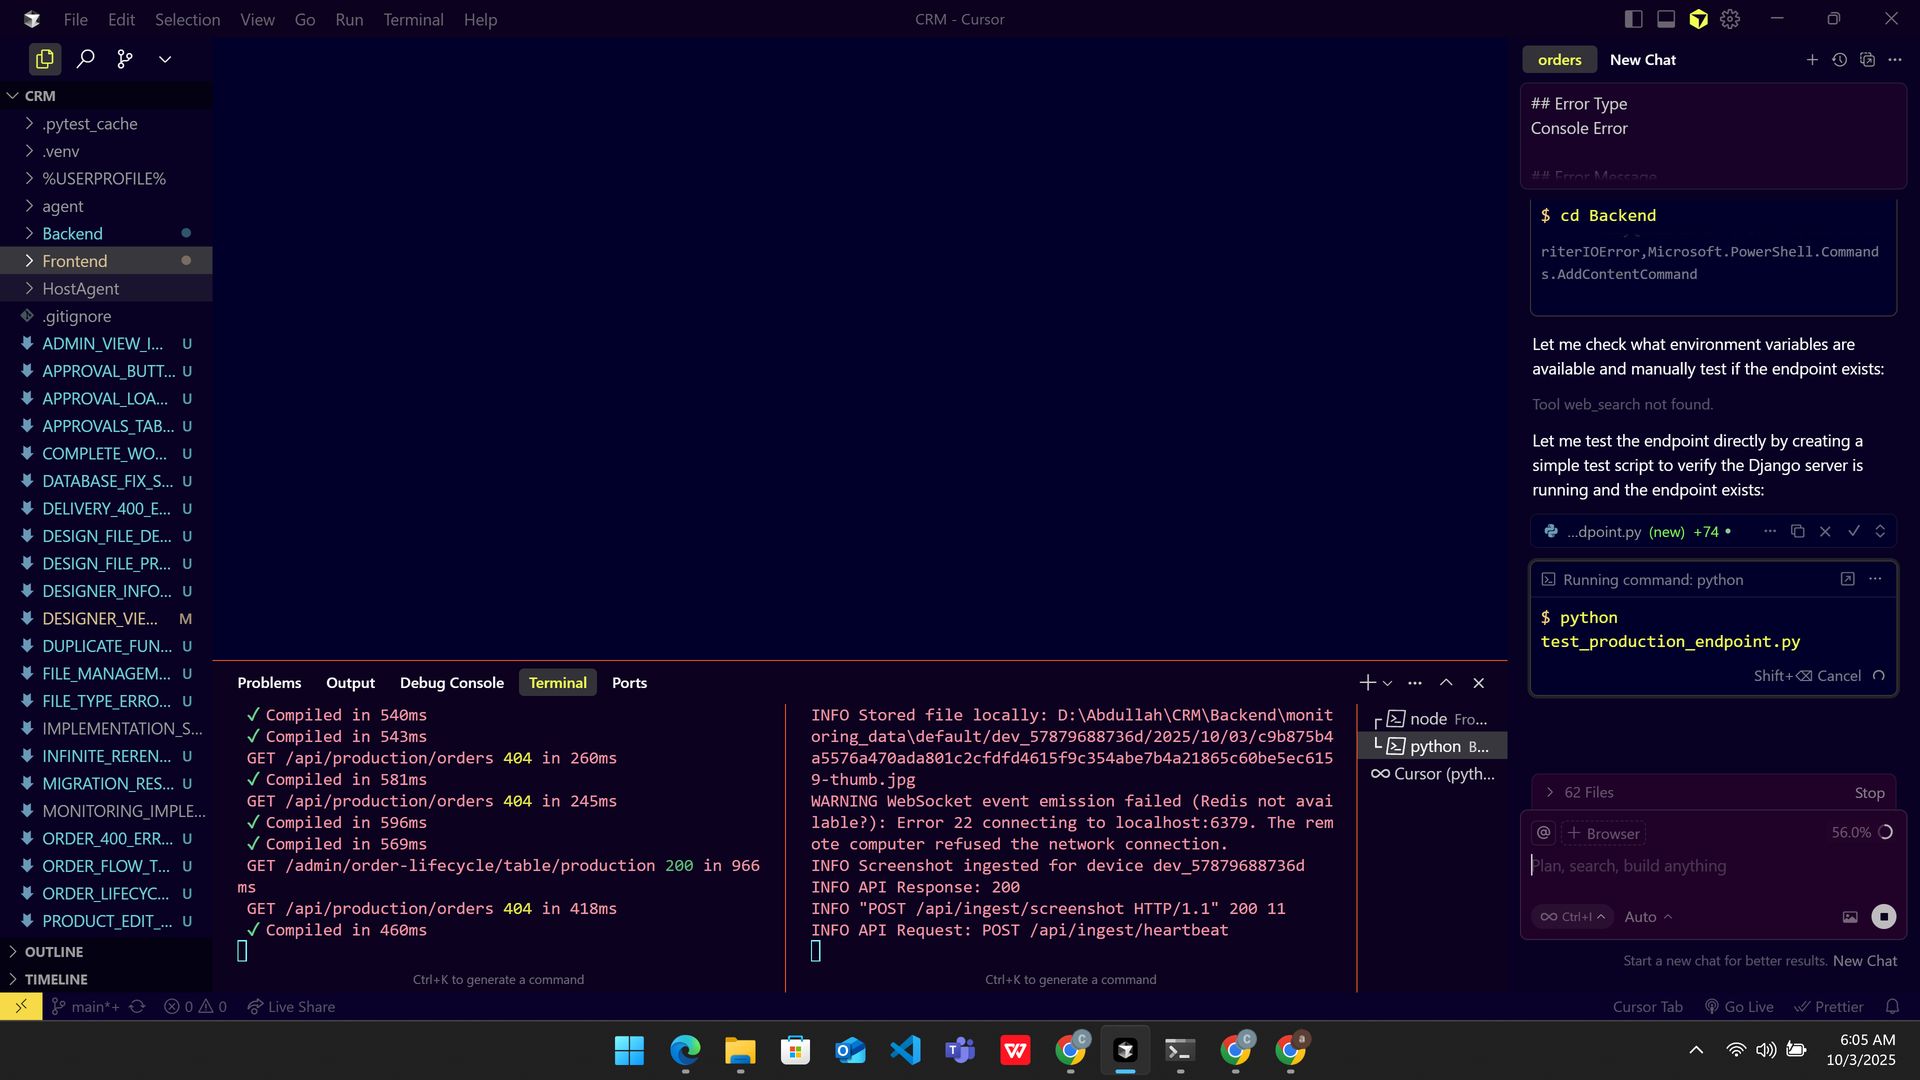 File Edit Selection View Go Run Terminal Help
CRM - Cursor
CRM
.pytest_cache
.venv
%USERPROFILE%
agent
Backend
Frontend
HostAgent
.gitignore
ADMIN_VIEW_I... U
APPROVAL_BUTT... U
APPROVAL_LOA... U
APPROVALS_TAB... U
COMPLETE_WO... U
DATABASE_FIX_S... U
DELIVERY_400_E... U
DESIGN_FILE_DE... U
DESIGN_FILE_PR... U
DESIGNER_INFO... U
DESIGNER_VIE... M
DUPLICATE_FUN... U
FILE_MANAGEM... U
FILE_TYPE_ERRO... U
IMPLEMENTATION_S...
INFINITE_REREN... U
MIGRATION_RES... U
MONITORING_IMPLE...
ORDER_400_ERR... U
ORDER_FLOW_T... U
ORDER_LIFECYC... U
PRODUCT_EDIT_... U
OUTLINE
TIMELINE
Problems Output Debug Console Terminal Ports
✓ Compiled in 540ms
✓ Compiled in 543ms
GET /api/production/orders 404 in 260ms
✓ Compiled in 581ms
GET /api/production/orders 404 in 245ms
✓ Compiled in 596ms
✓ Compiled in 569ms
GET /admin/order-lifecycle/table/production 200 in 966
ms
GET /api/production/orders 404 in 418ms
✓ Compiled in 460ms
Ctrl+K to generate a command
INFO Stored file locally: D:\Abdullah\CRM\Backend\monit
oring_data\default/dev_57879688736d/2025/10/03/c9b875b4
a5576a470ada801c2cfdfd4615f9c354abe7b4a21865c60be5ec615
9-thumb.jpg
WARNING WebSocket event emission failed (Redis not avai
lable?): Error 22 connecting to localhost:6379. The rem
ote computer refused the network connection.
INFO Screenshot ingested for device dev_57879688736d
INFO API Response: 200
INFO "POST /api/ingest/screenshot HTTP/1.1" 200 11
INFO API Request: POST /api/ingest/heartbeat
Ctrl+K to generate a command
node Fro...
python B...
Cursor (pyth...
orders New Chat
## Error Type
Console Error
## Error Message
$ cd Backend
riterIOError,Microsoft.PowerShell.Command
s.AddContentCommand
Let me check what environment variables are
available and manually test if the endpoint exists:
Tool web_search not found.
Let me test the endpoint directly by creating a
simple test script to verify the Django server is
running and the endpoint exists:
...dpoint.py (new) +74 •
Running command: python
$ python
test_production_endpoint.py
Shift+⌫ Cancel
62 Files Stop
@ + Browser 56.0%
Plan, search, build anything
∞ Ctrl+I Auto
Start a new chat for better results. New Chat
main*+ 0 0 Live Share
Cursor Tab Go Live Prettier
6:05 AM
10/3/2025